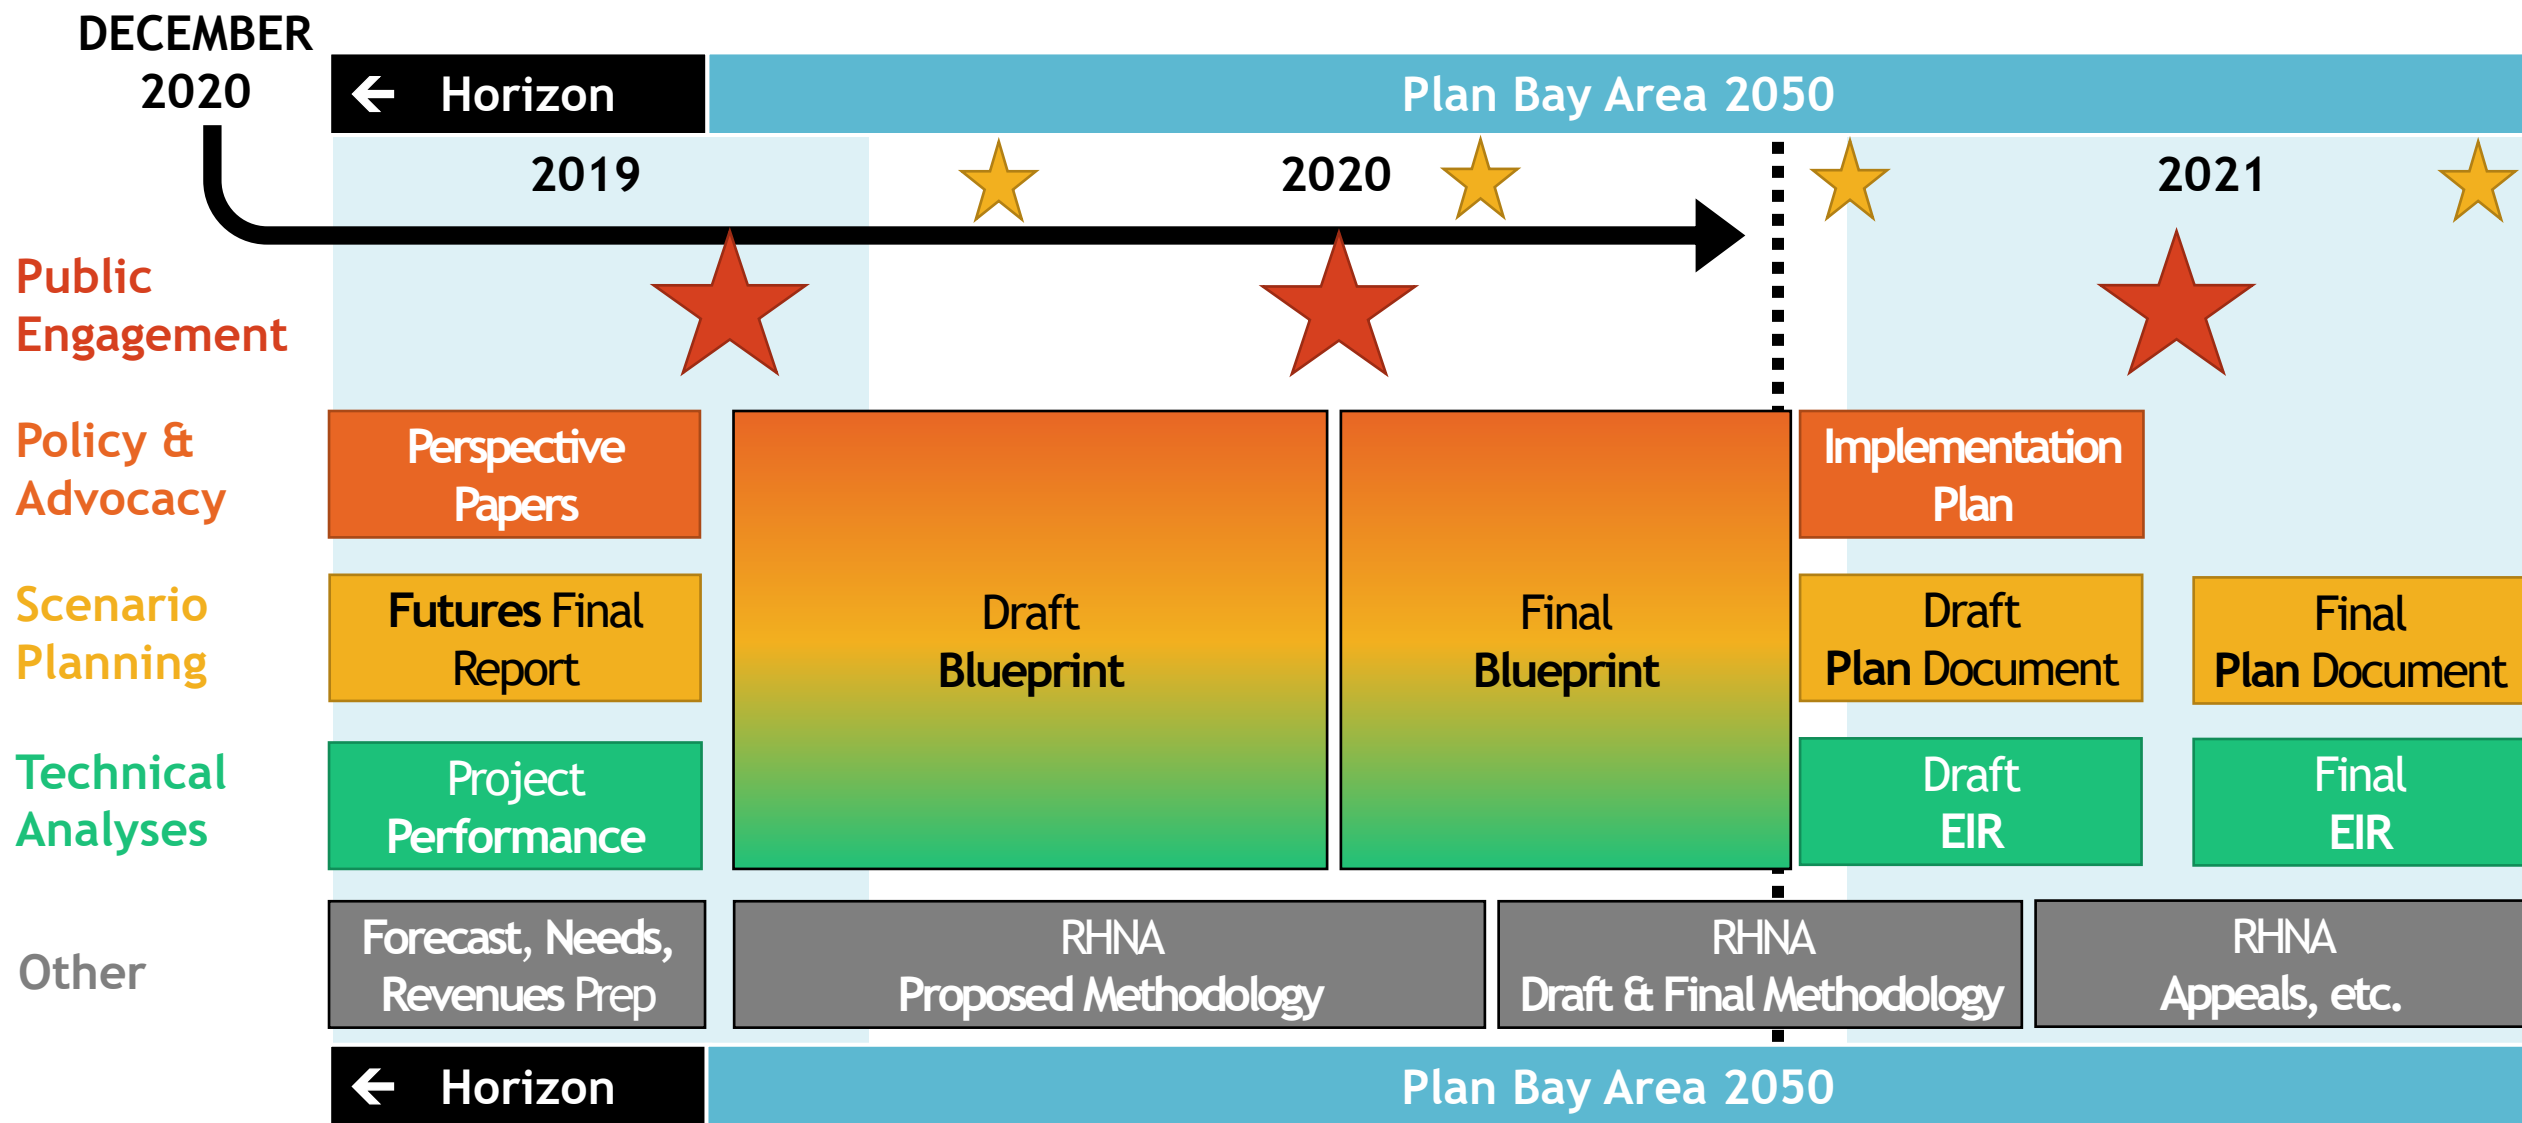 DECEMBER
2020
Horizon
Plan Bay Area 2050
2019
2020
2021
Public
Engagement
Policy &
Advocacy
Perspective
Papers
Implementation
Plan
Scenario
Planning
Futures Final
Report
Draft
Blueprint
Final
Blueprint
Draft
Plan Document
Final
Plan Document
Technical
Analyses
Project
Performance
Draft
EIR
Final
EIR
Other
Forecast, Needs,
Revenues Prep
RHNA
Proposed Methodology
RHNA
Draft & Final Methodology
RHNA
Appeals, etc.
Horizon
Plan Bay Area 2050